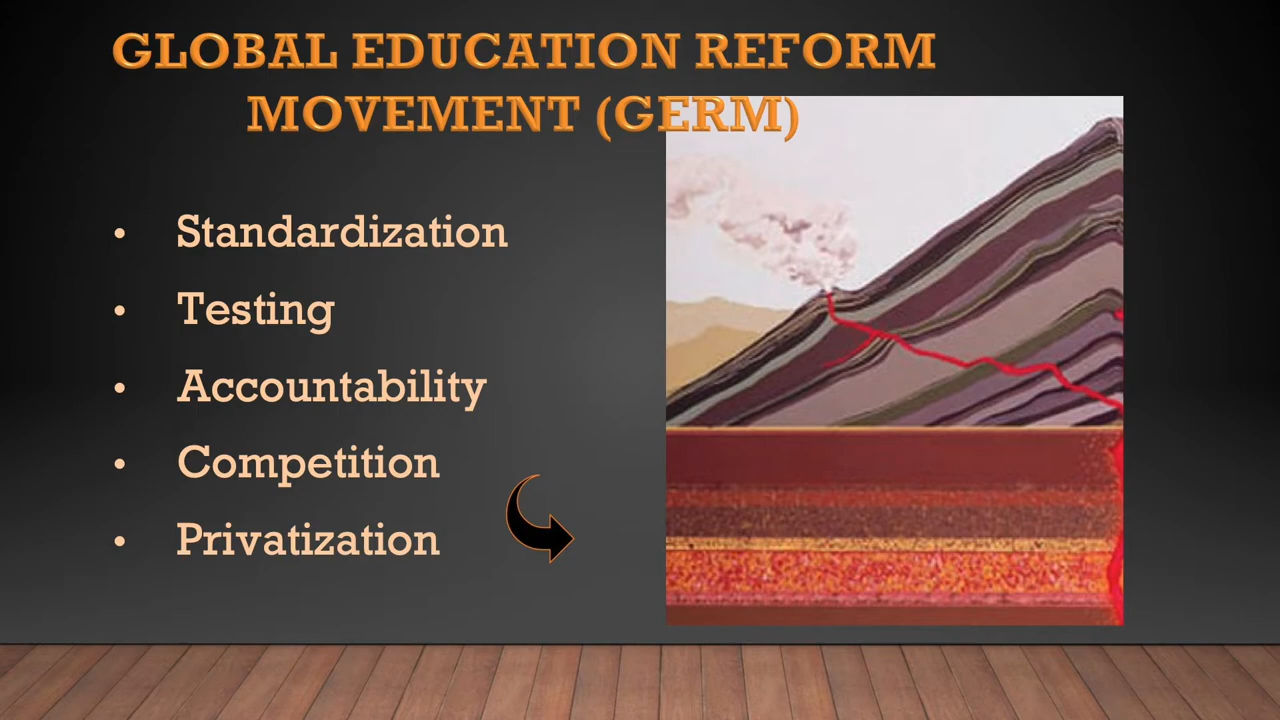 GLOBAL EDUCATION REFORM
MOVEMENT (GERM)
• Standardization
• Testing
• Accountability
• Competition
• Privatization